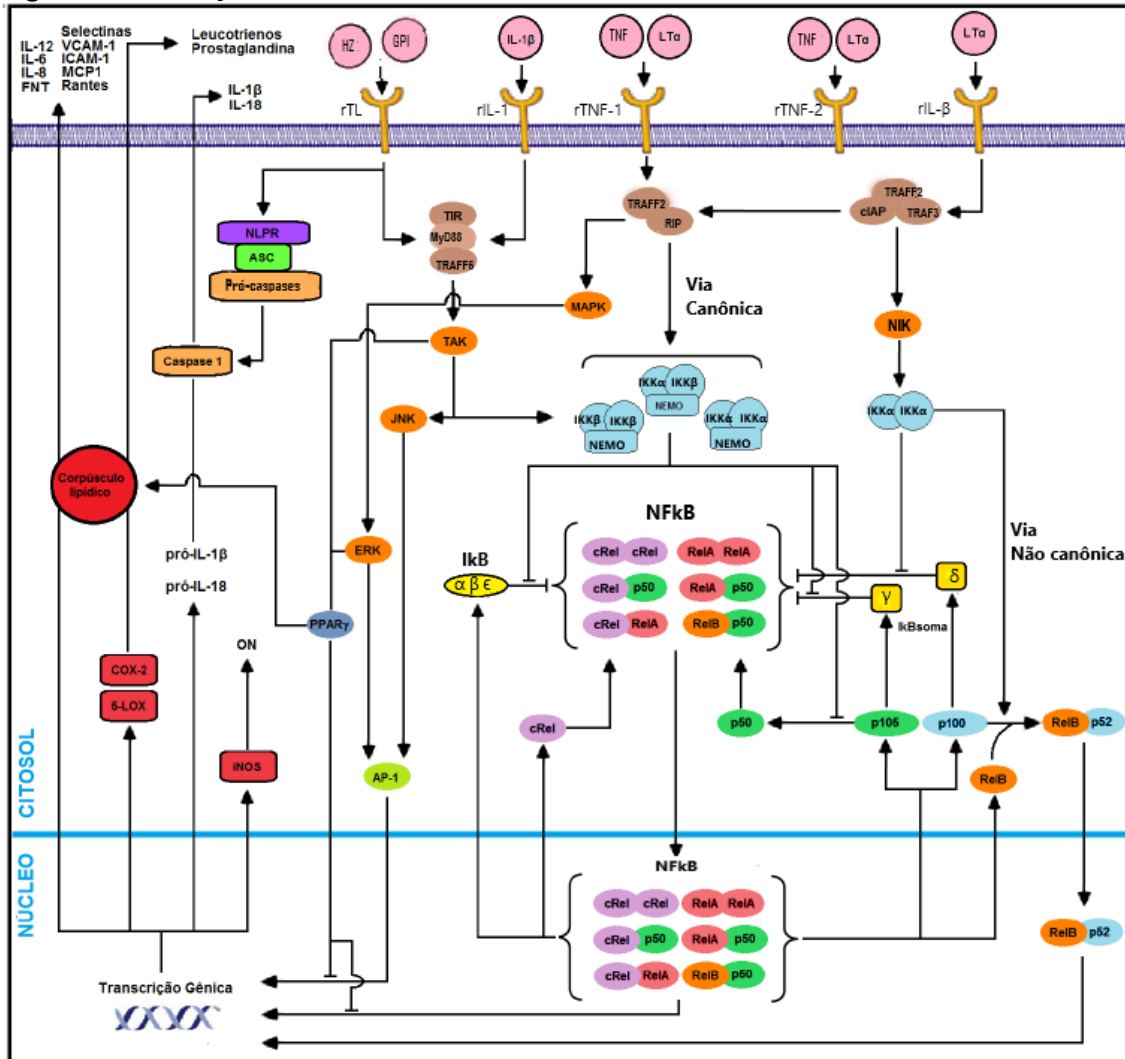 Selectinas
IL-12 VCAM-1
IL-6 ICAM-1
IL-8 MCP1
FNT Rantes
Leucotrienos
Prostaglandina
IL-1β
IL-18
HZ
GPI
IL-1β
TNF
LTα
TNF
LTα
LTα
rTL
rIL-1
rTNF-1
rTNF-2
rIL-β
NLPR
ASC
Pró-caspases
Caspase 1
TIR
MyD88
TRAFF6
TRAFF2
RIP
TRAFF2
cIAP
TRAF3
MAPK
Via
Canônica
NIK
TAK
JNK
IKKα IKKβ
NEMO
IKKβ IKKβ
NEMO
IKKα IKKα
NEMO
IKKα IKKα
Corpúsculo
lipídico
Via
Não canônica
NFkB
cRel cRel RelA RelA
cRel p50 RelA p50
cRel RelA RelB p50
ERK
IkB
α β ε
δ
γ
IkBsoma
pró-IL-1β
pró-IL-18
PPARγ
ON
COX-2
5-LOX
iNOS
cRel
p50
p105
p100
RelB p52
RelB
AP-1
CITOSOL
NÚCLEO
NFkB
cRel cRel RelA RelA
cRel p50 RelA p50
cRel RelA RelB p50
RelB p52
Transcrição Gênica